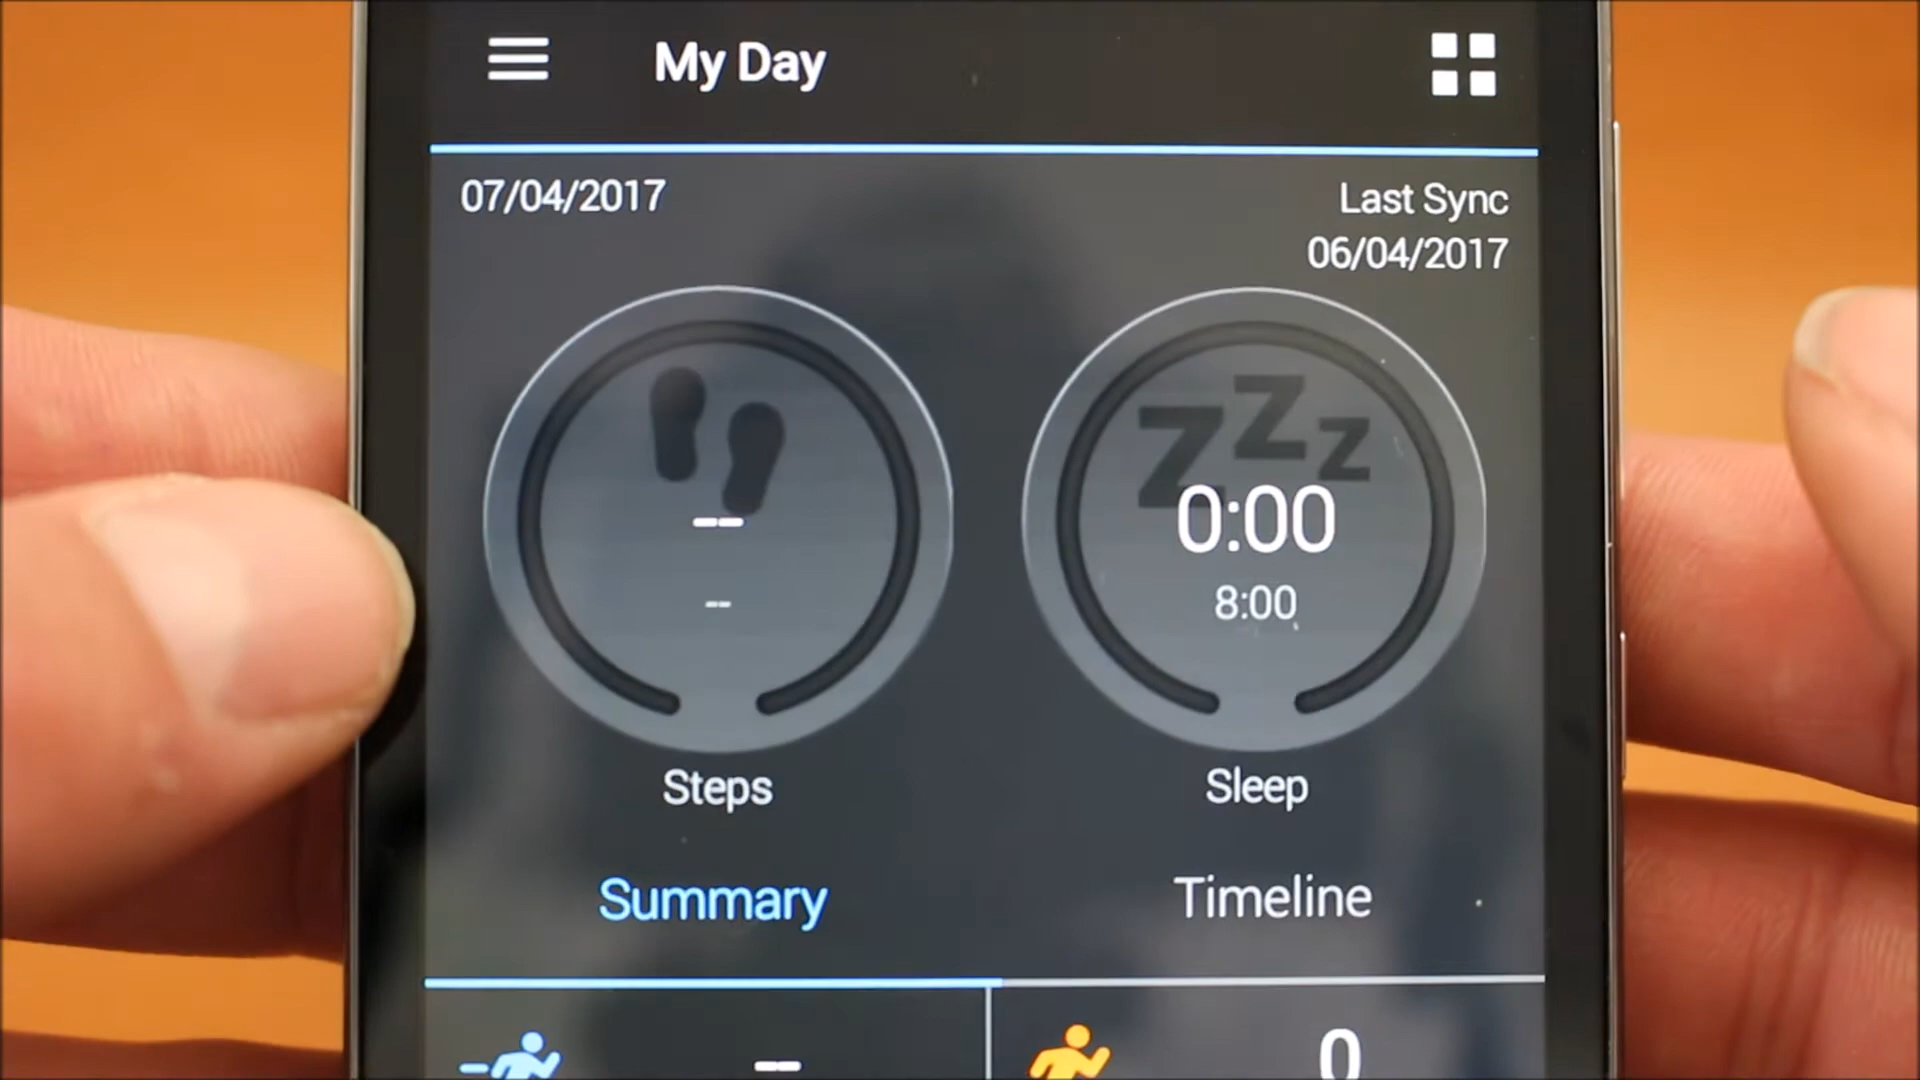 My Day
07/04/2017
Last Sync
06/04/2017
zzz
--
0:00
--
8:00
Steps
Sleep
Summary
Timeline
--
0